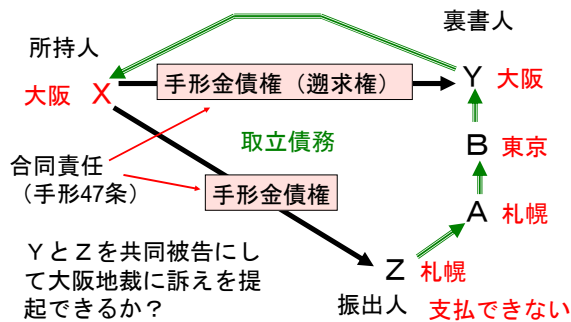 裏書人
所持人
大阪 X
手形金債権（遡求権）
Y 大阪
取立債務
B 東京
合同責任
（手形47条）
手形金債権
A 札幌
ＹとＺを共同被告にし
て大阪地裁に訴えを提
起できるか？
Z 札幌
振出人 支払できない